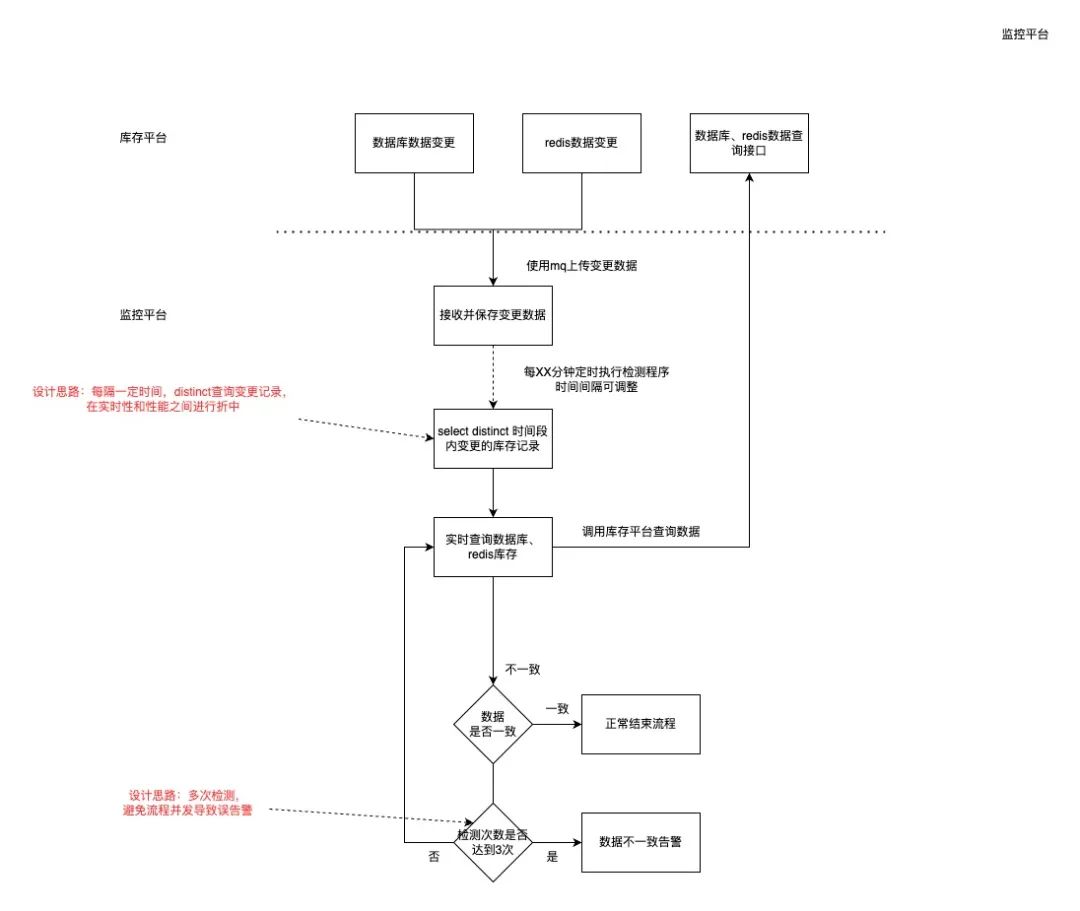 监控平台
库存平台
数据库数据变更
redis数据变更
数据库、redis数据查
询接口
使用mq上传变更数据
监控平台
接收并保存变更数据
每XX分钟定时执行检测程序
时间间隔可调整
设计思路：每隔一定时间，distinct查询变更记录，
在实时性和性能之间进行折中
select distinct 时间段
内变更的库存记录
实时查询数据库、
redis库存
调用库存平台查询数据
不一致
数据
是否一致
一致
正常结束流程
设计思路：多次检测，
避免流程并发导致误告警
检测次数是否
达到3次
否
是
数据不一致告警